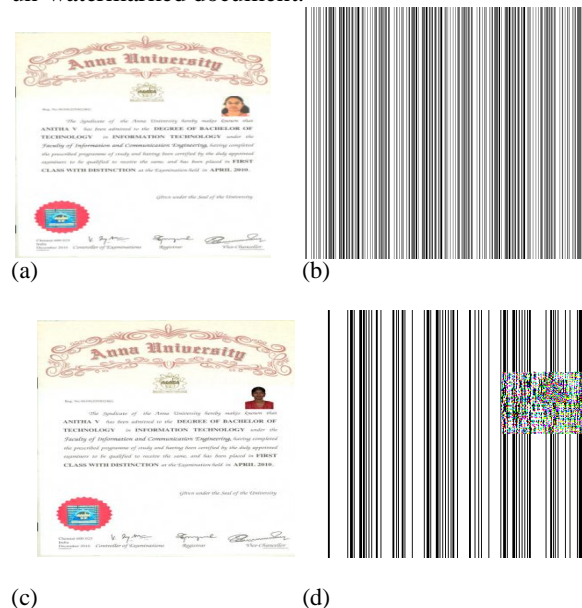 un-watermarked document.
Anna University
The Syndicate of the Anna University hereby makes known that
ANITHA V has been admitted to the DEGREE OF BACHELOR OF
TECHNOLOGY in INFORMATION TECHNOLOGY under the
Faculty of Information and Communication Engineering, having completed
the prescribed programme of study and having been certified by the duly appointed
examiners to be qualified to receive the same, and has been placed in FIRST
CLASS WITH DISTINCTION at the Examination held in APRIL 2010.
Given under the Seal of the University
Controller of Examinations Registrar Vice-Chancellor
(a) (b)
Anna University
The Syndicate of the Anna University hereby makes known that
ANITHA V has been admitted to the DEGREE OF BACHELOR OF
TECHNOLOGY in INFORMATION TECHNOLOGY under the
Faculty of Information and Communication Engineering, having completed
the prescribed programme of study and having been certified by the duly appointed
examiners to be qualified to receive the same, and has been placed in FIRST
CLASS WITH DISTINCTION at the Examination held in APRIL 2010.
Given under the Seal of the University
Controller of Examinations Registrar Vice-Chancellor
(c) (d)